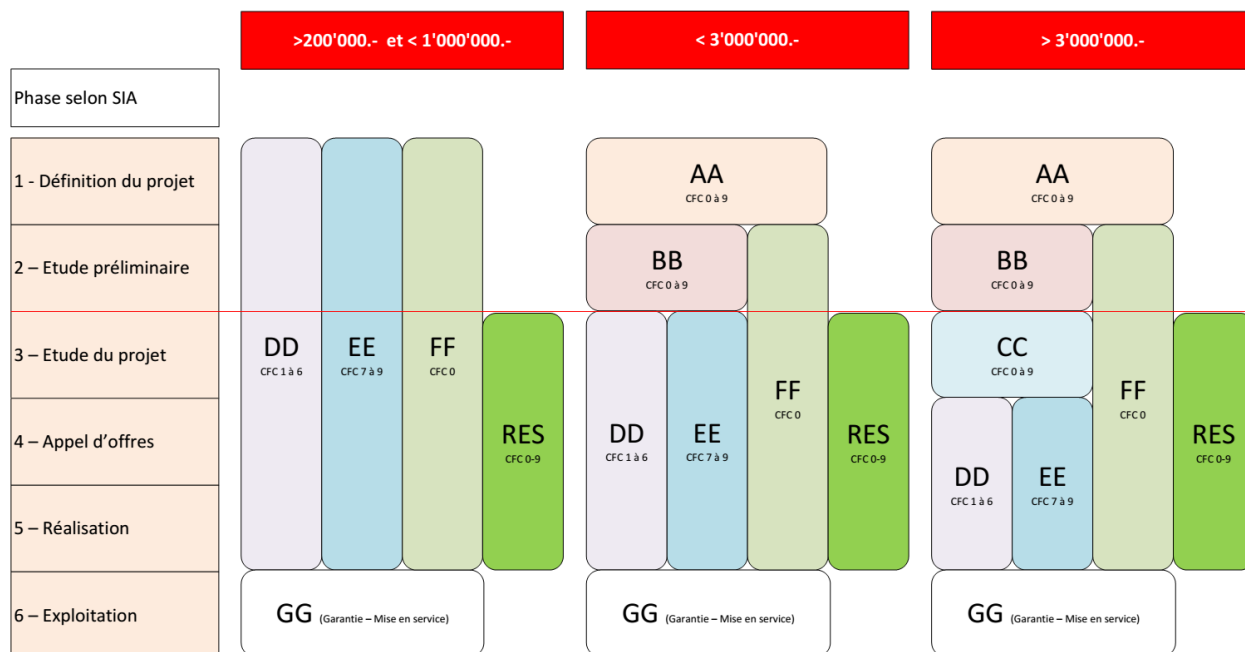 >200'000.- et < 1'000'000.-
< 3'000'000.-
> 3'000'000.-
Phase selon SIA
1 - Définition du projet
AA
CFC 0 à 9
AA
CFC 0 à 9
2 – Etude préliminaire
BB
CFC 0 à 9
BB
CFC 0 à 9
3 – Etude du projet
DD
CFC 1 à 6
EE
CFC 7 à 9
FF
CFC 0
CC
CFC 0 à 9
FF
CFC 0
FF
CFC 0
4 – Appel d'offres
RES
CFC 0-9
DD
CFC 1 à 6
EE
CFC 7 à 9
RES
CFC 0-9
RES
CFC 0-9
DD
CFC 1 à 6
EE
CFC 7 à 9
5 – Réalisation
6 – Exploitation
GG (Garantie – Mise en service)
GG (Garantie – Mise en service)
GG (Garantie – Mise en service)